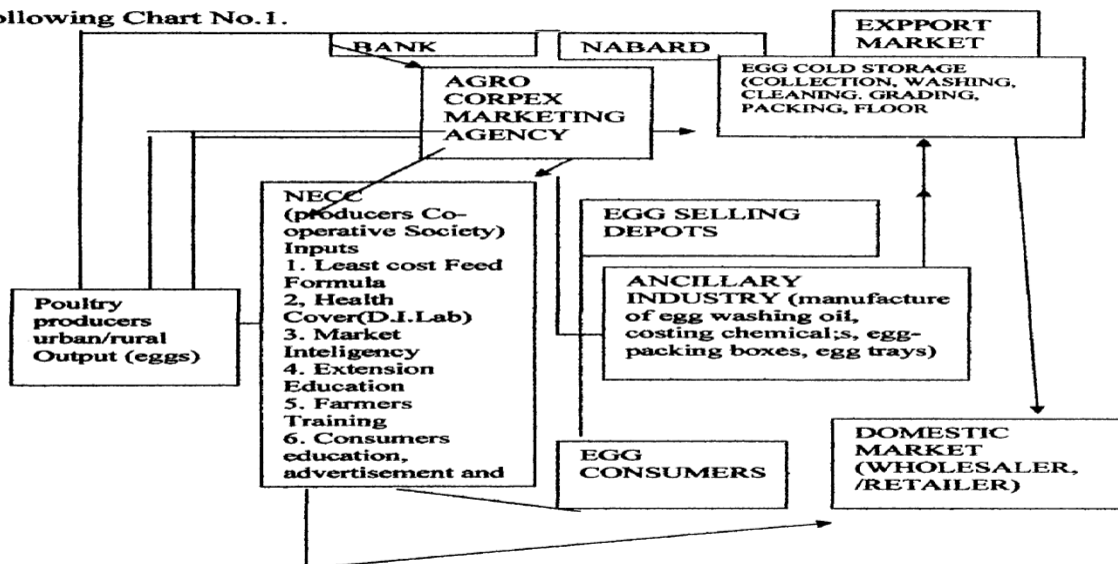 ollowing Chart No.1.
BANK
NABARD
EXPPORT
MARKET
AGRO
CORPEX
MARKETING
AGENCY
EGG COLD STORAGE
(COLLECTION, WASHING,
CLEANING. GRADING,
PACKING, FLOOR
NECC
(producers Co-
operative Society)
Inputs
1. Least cost Feed
Formula
2, Health
Cover(D.I.Lab)
3. Market
Inteligency
4. Extension
Education
5. Farmers
Training
6. Consumers
education,
advertisement and
EGG SELLING
DEPOTS
ANCILLARY
INDUSTRY (manufacture
of egg washing oil,
costing chemical;s, egg-
packing boxes, egg trays)
Poultry
producers
urban/rural
Output (eggs)
EGG
CONSUMERS
DOMESTIC
MARKET
(WHOLESALER,
/RETAILER)